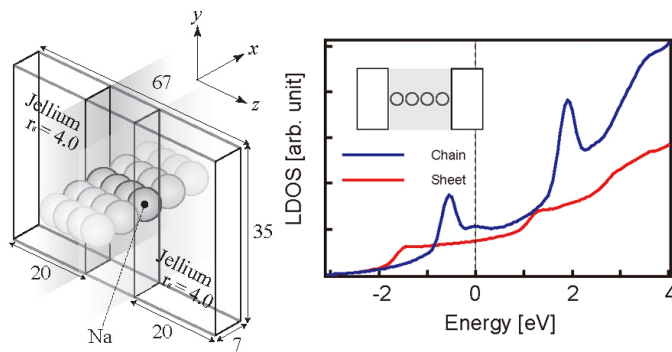 y
x
z
67
Jellium
rs = 4.0
35
20
Jellium
rs = 4.0
20
7
Na
LDOS [arb. unit]
Chain
Sheet
-2
0
2
4
Energy [eV]